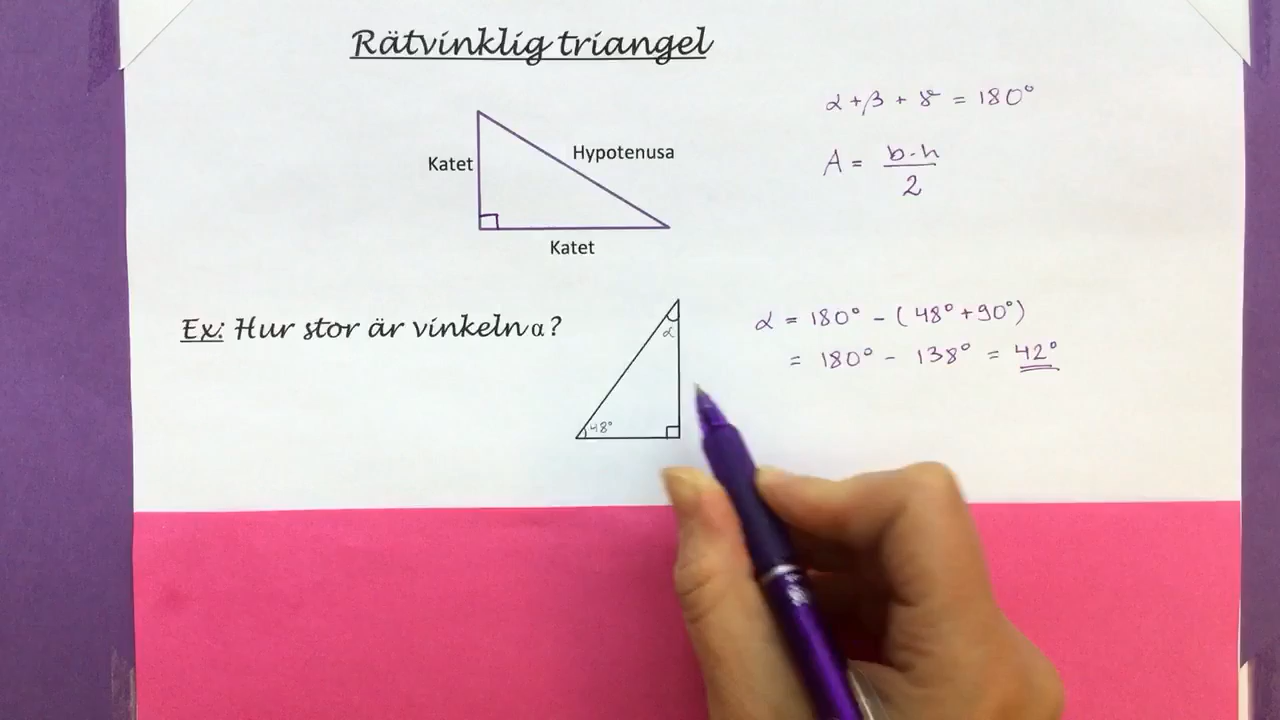 Rätvinklig triangel
α + β + γ = 180°
Katet
Hypotenusa
A = b·h / 2
Katet
Ex: Hur stor är vinkeln α?
α
48°
α = 180° - (48° + 90°)
= 180° - 138° = 42°